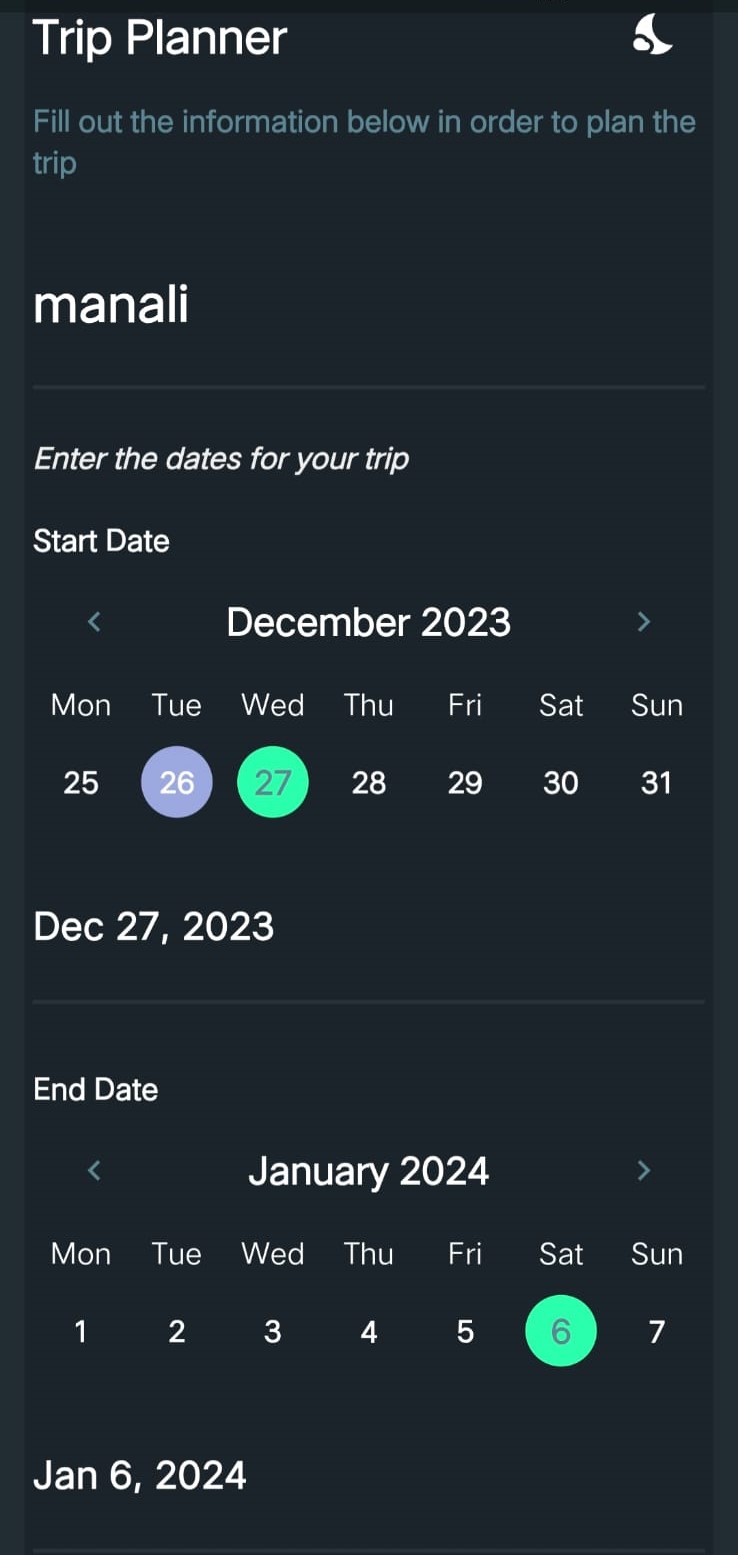 Trip Planner
Fill out the information below in order to plan the
trip
manali
Enter the dates for your trip
Start Date
December 2023
Mon Tue Wed Thu Fri Sat Sun
25 26 27 28 29 30 31
Dec 27, 2023
End Date
January 2024
Mon Tue Wed Thu Fri Sat Sun
1 2 3 4 5 6 7
Jan 6, 2024